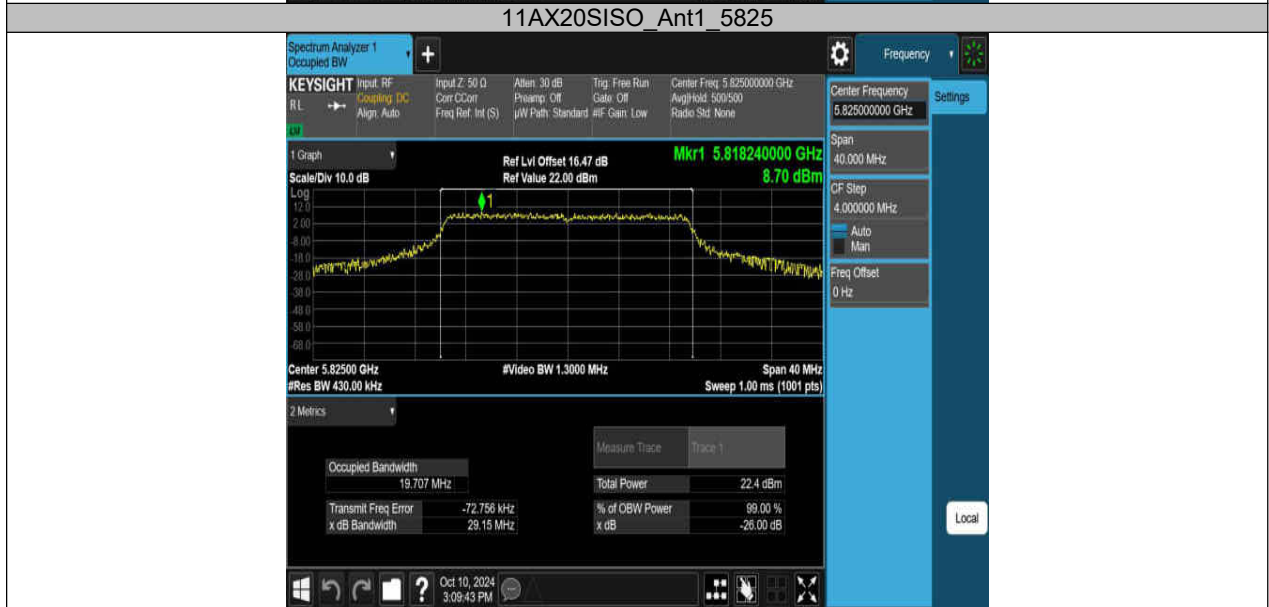 11AX20SISO_Ant1_5825
Spectrum Analyzer 1
Occupied BW
+
Frequency
KEYSIGHT
RL
LW
Input: RF
Coupling: DC
Align: Auto
Input Z: 50 Ω
Corr CCorr
Freq Ref: Int (S)
Atten: 30 dB
Preamp: Off
µW Path: Standard
Trig: Free Run
Gate: Off
#IF Gain: Low
Center Freq: 5.825000000 GHz
Avg|Hold: 500/500
Radio Std: None
Center Frequency
5.825000000 GHz
Settings
Span
40.000 MHz
CF Step
4.000000 MHz
Auto
Man
Freq Offset
0 Hz
1 Graph
Scale/Div 10.0 dB
Ref Lvl Offset 16.47 dB
Ref Value 22.00 dBm
Mkr1 5.818240000 GHz
8.70 dBm
Log
1
12.0
2.00
-8.00
-18.0
-28.0
-38.0
-48.0
-58.0
-68.0
Center 5.82500 GHz
#Video BW 1.3000 MHz
Span 40 MHz
#Res BW 430.00 kHz
Sweep 1.00 ms (1001 pts)
2 Metrics
Measure Trace
Trace 1
Occupied Bandwidth
19.707 MHz
Total Power
22.4 dBm
Transmit Freq Error
-72.756 kHz
% of OBW Power
99.00 %
x dB Bandwidth
29.15 MHz
x dB
-26.00 dB
Local
?
Oct 10, 2024
3:09:43 PM